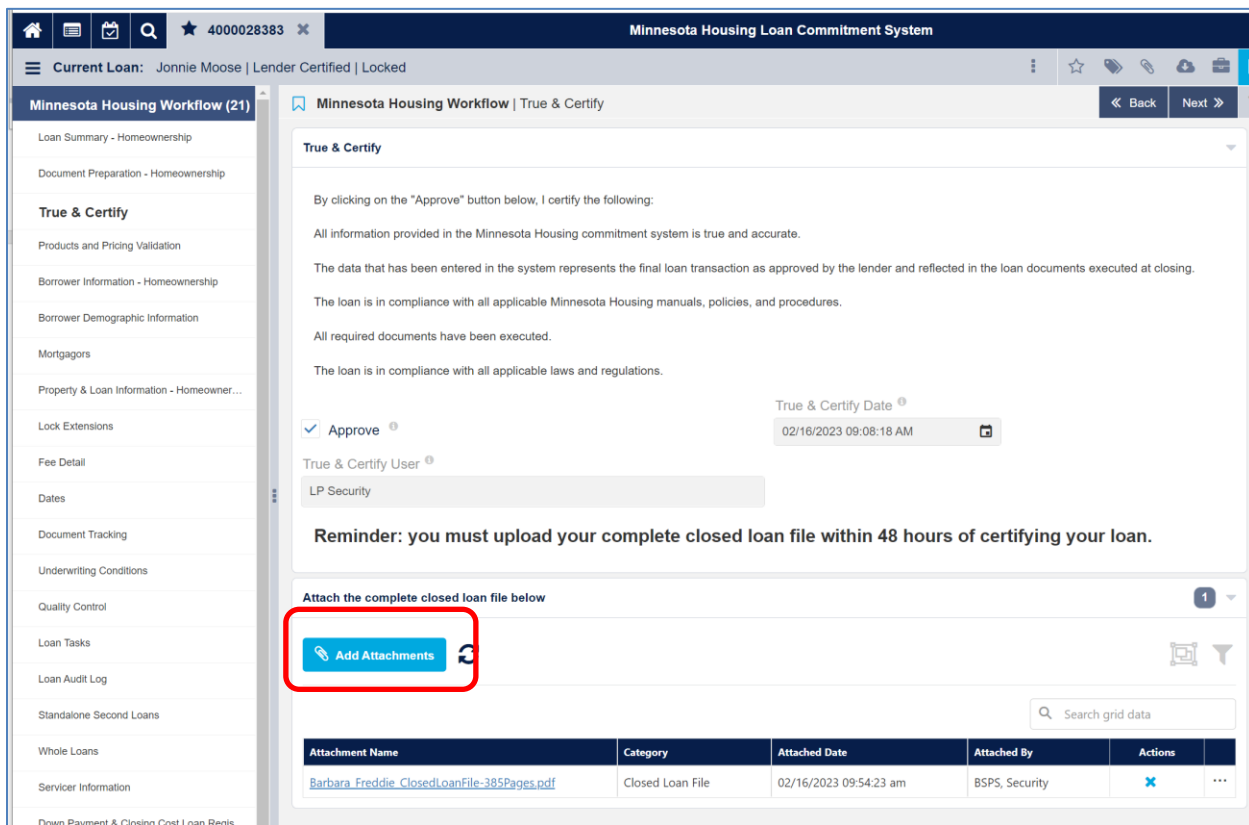 4000028383
Minnesota Housing Loan Commitment System
Current Loan: Jonnie Moose | Lender Certified | Locked
Minnesota Housing Workflow (21)
Loan Summary - Homeownership
Document Preparation - Homeownership
True & Certify
Products and Pricing Validation
Borrower Information - Homeownership
Borrower Demographic Information
Mortgagors
Property & Loan Information - Homeowner...
Lock Extensions
Fee Detail
Dates
Document Tracking
Underwriting Conditions
Quality Control
Loan Tasks
Loan Audit Log
Standalone Second Loans
Whole Loans
Servicer Information
Down Payment & Closing Cost Loan Regis
Minnesota Housing Workflow | True & Certify
Back
Next
True & Certify
By clicking on the "Approve" button below, I certify the following:
All information provided in the Minnesota Housing commitment system is true and accurate.
The data that has been entered in the system represents the final loan transaction as approved by the lender and reflected in the loan documents executed at closing.
The loan is in compliance with all applicable Minnesota Housing manuals, policies, and procedures.
All required documents have been executed.
The loan is in compliance with all applicable laws and regulations.
Approve
True & Certify Date
02/16/2023 09:08:18 AM
True & Certify User
LP Security
Reminder: you must upload your complete closed loan file within 48 hours of certifying your loan.
Attach the complete closed loan file below
1
Add Attachments
Search grid data
Attachment Name Category Attached Date Attached By Actions
Barbara_Freddie_ClosedLoanFile-385Pages.pdf Closed Loan File 02/16/2023 09:54:23 am BSPS, Security